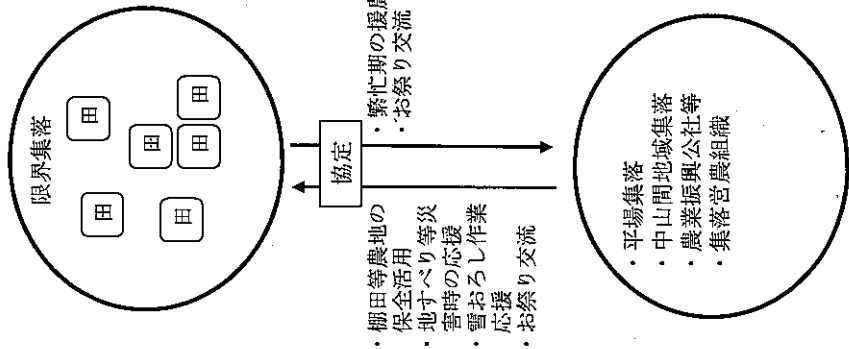 限界集落
田
田
田
田
田
田
協定
・繁忙期の援農
・お祭り交流
・棚田等農地の
保全活用
・地すべり等災
害時の応援
・雪おろし作業
応援
・お祭り交流
・平場集落
・中山間地域集落
・農業振興公社等
・集落営農組織